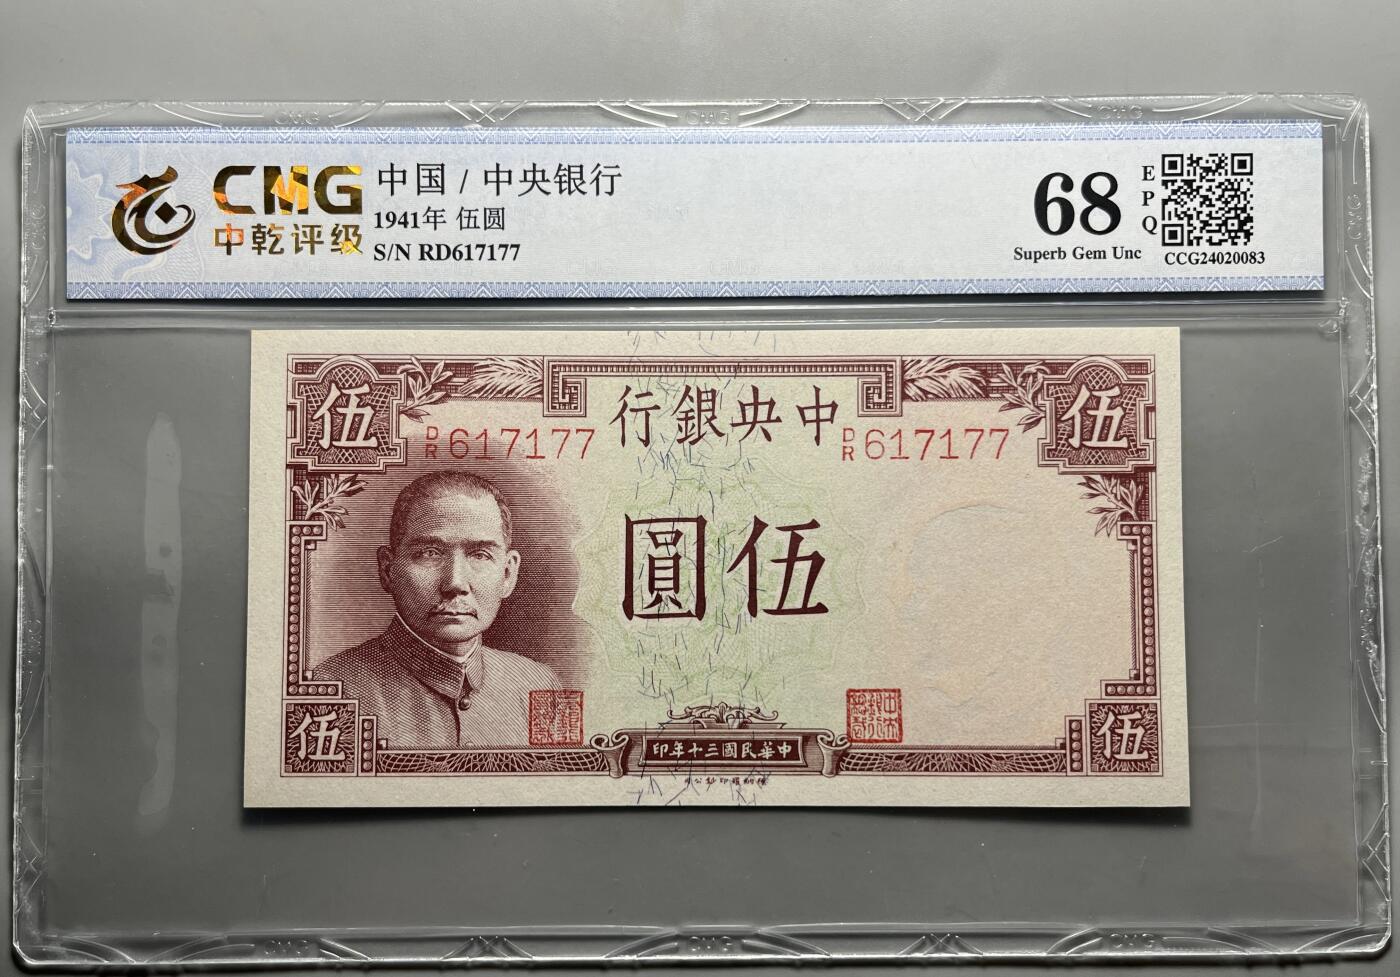 CMG
中乾评级
中国 / 中央银行
1941年 伍圆
S/N RD617177
68
EPQ
Superb Gem Unc
CCG24020083
伍
行銀央中
伍
D/R 617177
D/R 617177
圓伍
伍
印年十三國民華中
伍